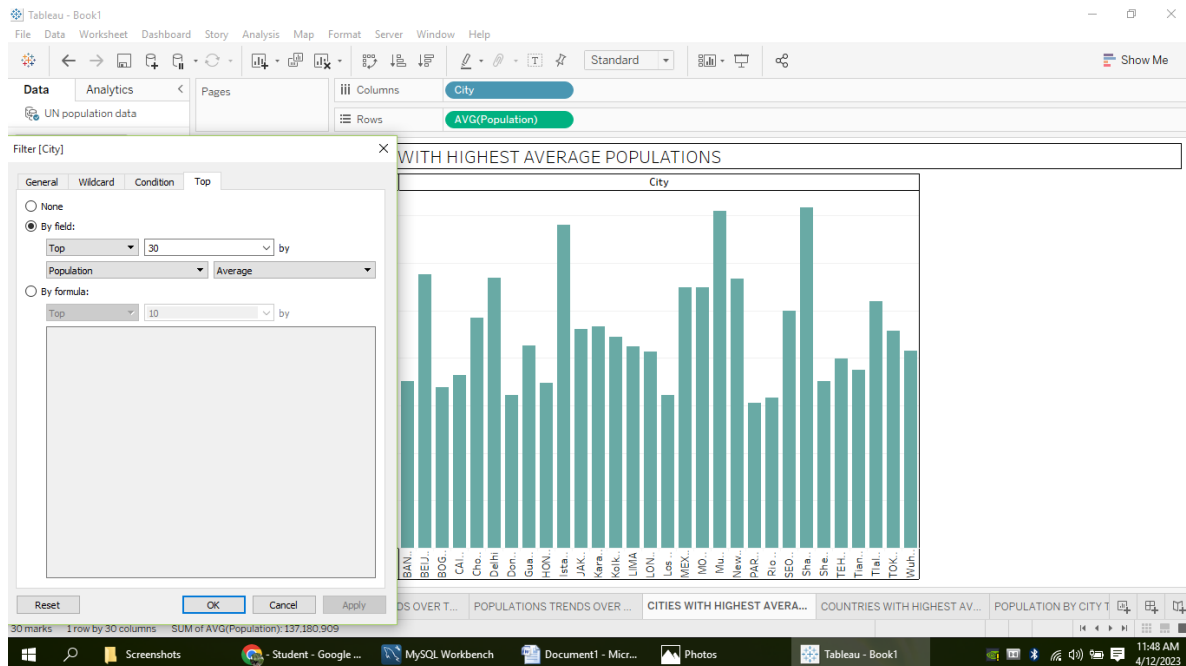 Tableau - Book1
File Data Worksheet Dashboard Story Analysis Map Format Server Window Help
Standard
Show Me
Data Analytics
Pages
Columns City
UN population data
Rows AVG(Population)
Filter [City]
WITH HIGHEST AVERAGE POPULATIONS
General Wildcard Condition Top
City
None
By field:
Top 30 by
Population Average
By formula:
Top 10 by
BAN.. BEIJ.. BOG.. CAI.. Cho.. Delhi Don.. Gua.. HON.. Ista.. JAK.. Kara.. Kolk.. LIMA LON.. Los .. MEX.. MO.. Mu.. New.. PAR.. Rio .. SEO.. Sha.. She.. TEH.. Tian.. Tlal.. TOK.. Wuh..
Reset OK Cancel Apply
DS OVER T... POPULATIONS TRENDS OVER ... CITIES WITH HIGHEST AVERA... COUNTRIES WITH HIGHEST AV... POPULATION BY CITY T
30 marks 1 row by 30 columns SUM of AVG(Population): 137,180,909
Screenshots - Student - Google ... MySQL Workbench Document1 - Micr... Photos Tableau - Book1
11:48 AM
4/12/2023